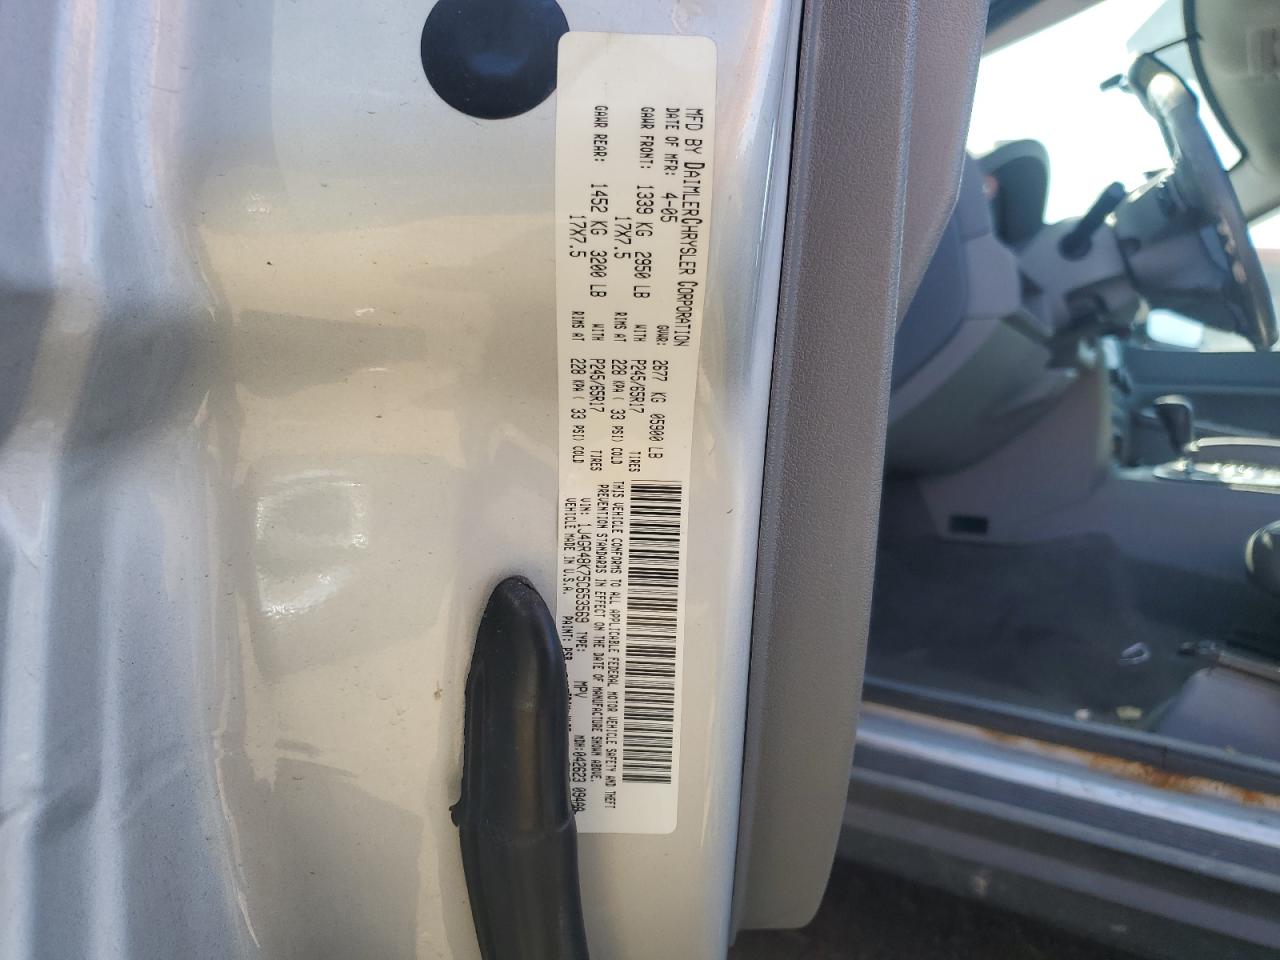 MFD BY DAIMLERCHRYSLER CORPORATION
DATE OF MFR: 4-05 GVWR: 2677 KG 05900 LB
GAWR FRONT: 1339 KG 2950 LB WITH P245/65R17 TIRES
17X7.5 RIMS AT 228 KPA ( 33 PSI) COLD
GAWR REAR: 1452 KG 3200 LB WITH P245/65R17 TIRES
17X7.5 RIMS AT 228 KPA ( 33 PSI) COLD
THIS VEHICLE CONFORMS TO ALL APPLICABLE FEDERAL MOTOR VEHICLE SAFETY AND THEFT
PREVENTION STANDARDS IN EFFECT ON THE DATE OF MANUFACTURE SHOWN ABOVE.
VIN: 1J4GR48K75C653569 TYPE: MPV MDH:042623
VEHICLE MADE IN U.S.A. PAINT: